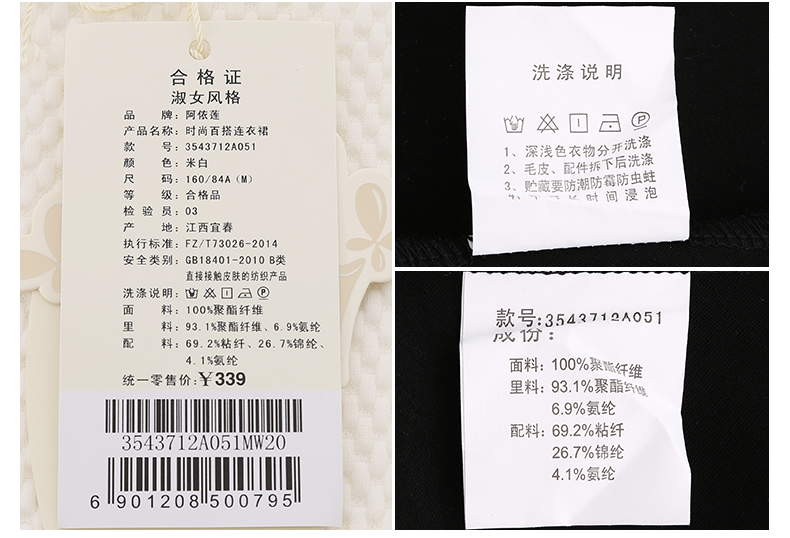 合格证
淑女风格
品牌：阿依莲
产品名称：时尚百搭连衣裙
款号：3543712A051
颜色：米白
尺码：160/84A（M）
等级：合格品
检验员：03
产地：江西宜春
执行标准：FZ/T73026-2014
安全类别：GB18401-2010 B类
直接接触皮肤的纺织产品
洗涤说明：
面料：100%聚酯纤维
里料：93.1%聚酯纤维、6.9%氨纶
配料：69.2%粘纤、26.7%锦纶、
4.1%氨纶
统一零售价：￥339
3543712A051MW20
6 901208 500795
洗涤说明
1、深浅色衣物分开洗涤
2、毛皮、配件拆下后洗涤
3、贮藏要防潮防霉防虫蛀
长时间浸泡
款号:3543712A051
成份：
面料：100%聚酯纤维
里料：93.1%聚酯纤维
6.9%氨纶
配料：69.2%粘纤
26.7%锦纶
4.1%氨纶